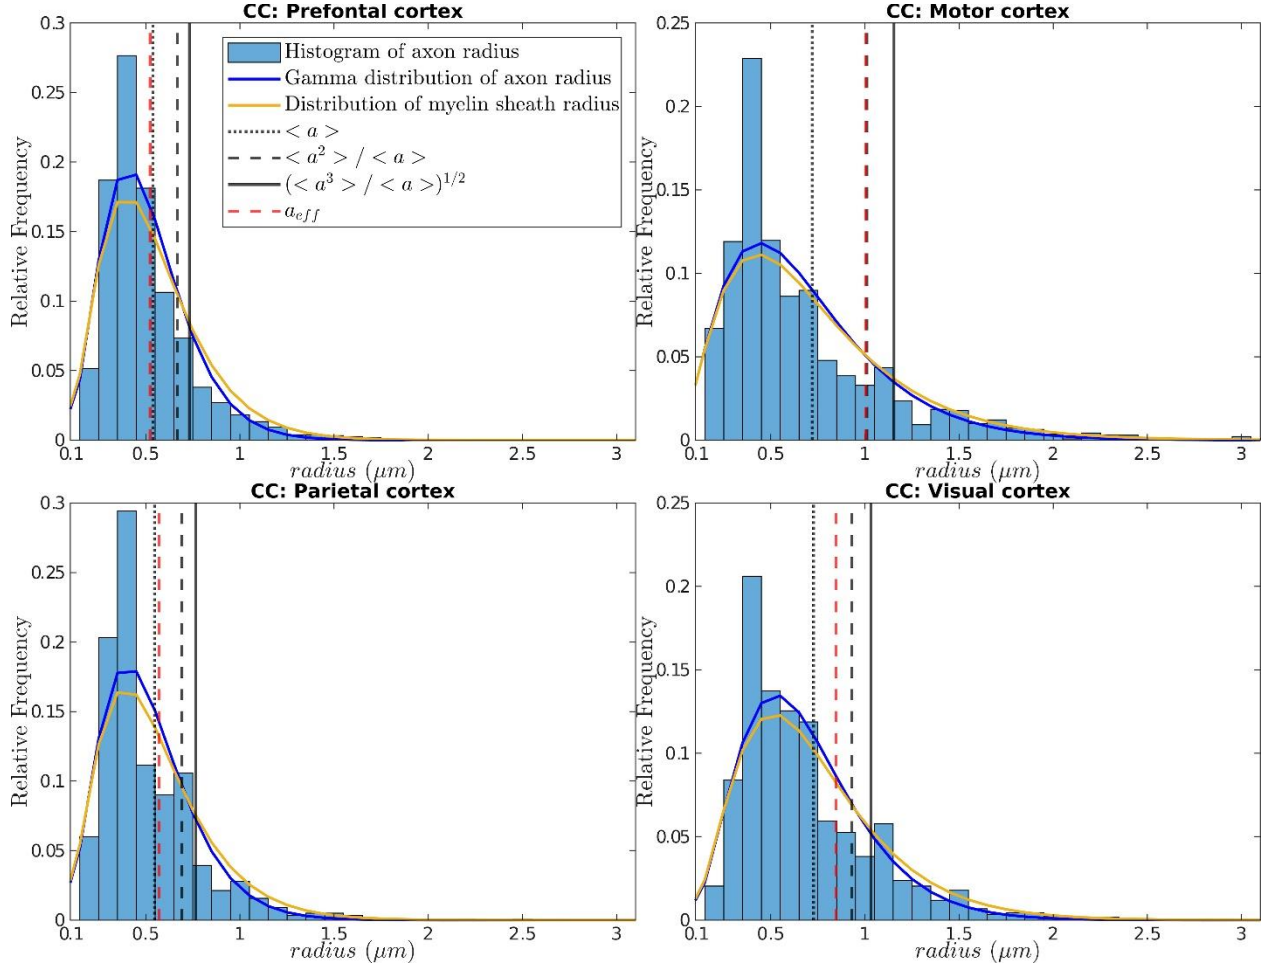 CC: Prefontal cortex
0.3
0.25
0.2
0.15
0.1
0.05
0
Relative Frequency
Histogram of axon radius
Gamma distribution of axon radius
Distribution of myelin sheath radius
< a >
< a² > / < a >
(< a³ > / < a >)^{1/2}
a_{eff}
0.1 0.5 1 1.5 2 2.5 3
radius (μm)
CC: Motor cortex
0.25
0.2
0.15
0.1
0.05
0
Relative Frequency
0.1 0.5 1 1.5 2 2.5 3
radius (μm)
CC: Parietal cortex
0.3
0.25
0.2
0.15
0.1
0.05
0
Relative Frequency
0.1 0.5 1 1.5 2 2.5 3
radius (μm)
CC: Visual cortex
0.25
0.2
0.15
0.1
0.05
0
Relative Frequency
0.1 0.5 1 1.5 2 2.5 3
radius (μm)